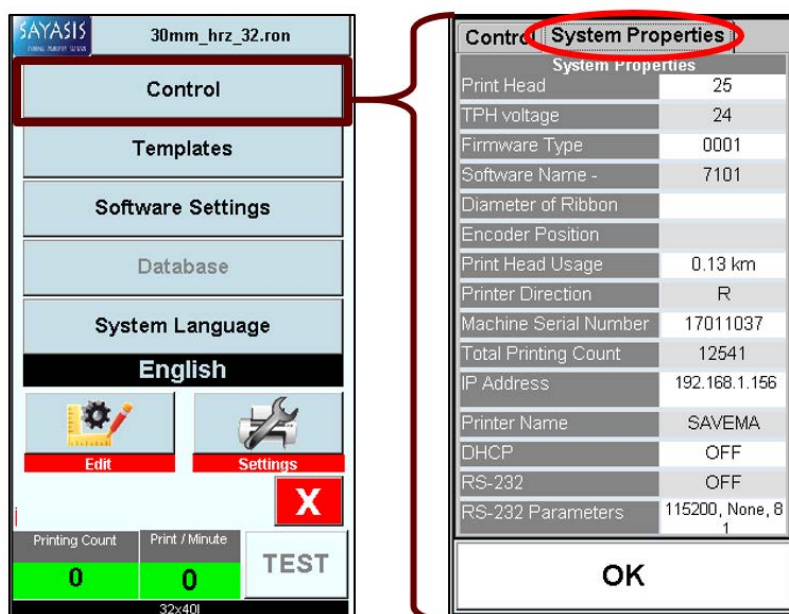 SAYASIS
30mm_hrz_32.ron
Control
Templates
Software Settings
Database
System Language
English
Edit
Settings
X
Printing Count
Print / Minute
0
0
TEST
32x40l
Control
System Properties
System Properties
Print Head 25
TPH voltage 24
Firmware Type 0001
Software Name - 7101
Diameter of Ribbon
Encoder Position
Print Head Usage 0.13 km
Printer Direction R
Machine Serial Number 17011037
Total Printing Count 12541
IP Address 192.168.1.156
Printer Name SAVEMA
DHCP OFF
RS-232 OFF
RS-232 Parameters 115200, None, 8
1
OK